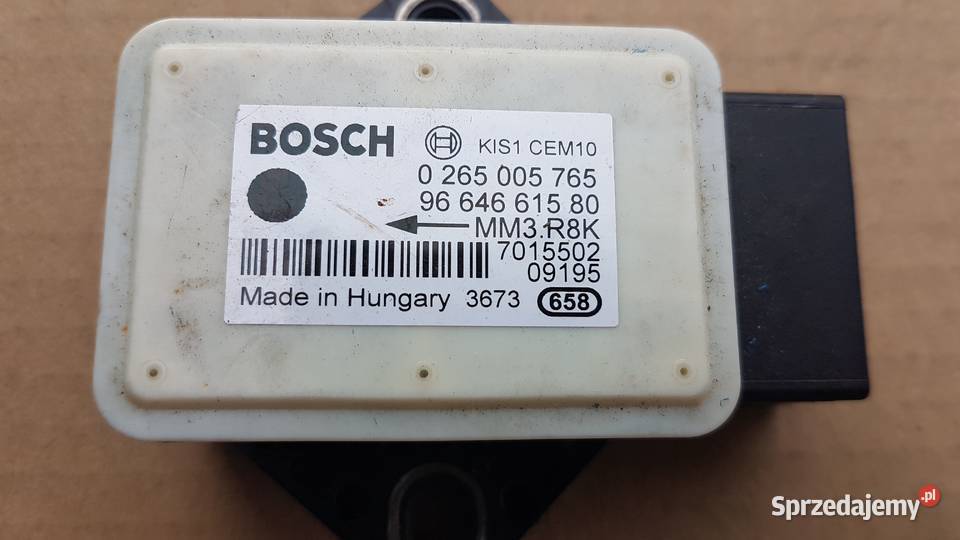 BOSCH KIS1 CEM10
0 265 005 765
96 646 615 80
MM3.R8K
7015502
09195
Made in Hungary 3673 658
Sprzedajemy.pl